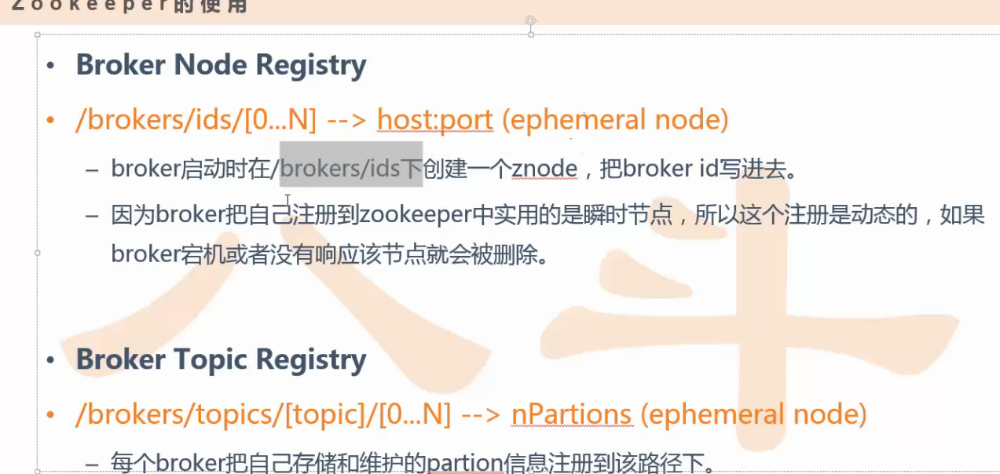 Zookeeper的使用
• Broker Node Registry
• /brokers/ids/[0...N] --> host:port (ephemeral node)
– broker启动时在/brokers/ids下创建一个znode，把broker id写进去。
– 因为broker把自己注册到zookeeper中实用的是瞬时节点，所以这个注册是动态的，如果
broker宕机或者没有响应该节点就会被删除。
• Broker Topic Registry
• /brokers/topics/[topic]/[0...N] --> nPartions (ephemeral node)
– 每个broker把自己存储和维护的partion信息注册到该路径下。
八斗